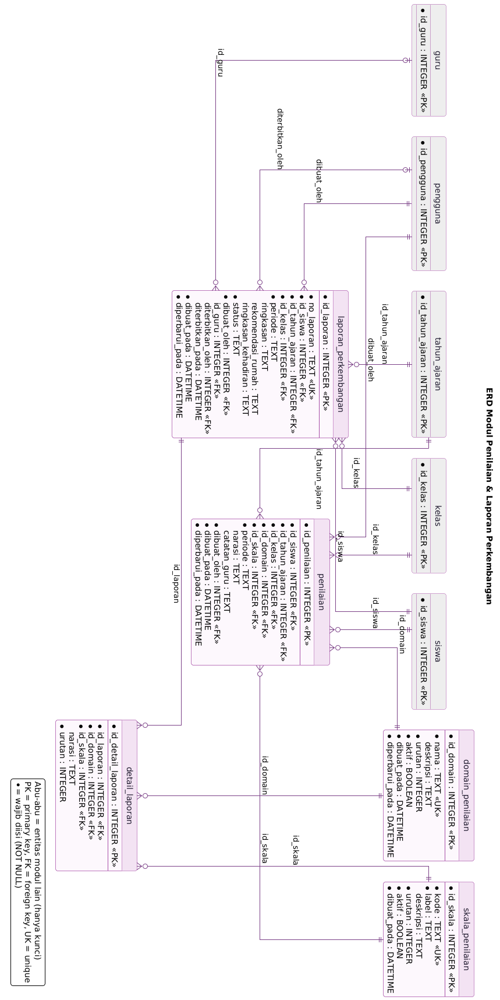 ERD Modul Penilaian & Laporan Perkembangan
guru
● id_guru : INTEGER «PK»
pengguna
● id_pengguna : INTEGER «PK»
tahun_ajaran
● id_tahun_ajaran : INTEGER «PK»
kelas
● id_kelas : INTEGER «PK»
siswa
● id_siswa : INTEGER «PK»
domain_penilaian
● id_domain : INTEGER «PK»
● nama : TEXT «UK»
deskripsi : TEXT
● urutan : INTEGER
● aktif : BOOLEAN
● dibuat_pada : DATETIME
● diperbarui_pada : DATETIME
skala_penilaian
● id_skala : INTEGER «PK»
● kode : TEXT «UK»
● label : TEXT
deskripsi : TEXT
● urutan : INTEGER
● aktif : BOOLEAN
● dibuat_pada : DATETIME
id_guru
diterbitkan_oleh
dibuat_oleh
id_tahun_ajaran
dibuat_oleh
id_tahun_ajaran
id_kelas
id_siswa
id_kelas
id_siswa
id_domain
laporan_perkembangan
● id_laporan : INTEGER «PK»
● no_laporan : TEXT «UK»
● id_siswa : INTEGER «FK»
● id_tahun_ajaran : INTEGER «FK»
● id_kelas : INTEGER «FK»
● periode : TEXT
ringkasan : TEXT
rekomendasi_rumah : TEXT
ringkasan_kehadiran : TEXT
● status : TEXT
● dibuat_oleh : INTEGER «FK»
id_guru : INTEGER «FK»
diterbitkan_oleh : INTEGER «FK»
diterbitkan_pada : DATETIME
● dibuat_pada : DATETIME
● diperbarui_pada : DATETIME
penilaian
● id_penilaian : INTEGER «PK»
● id_siswa : INTEGER «FK»
● id_tahun_ajaran : INTEGER «FK»
● id_kelas : INTEGER «FK»
● id_domain : INTEGER «FK»
● id_skala : INTEGER «FK»
● periode : TEXT
narasi : TEXT
catatan_guru : TEXT
● dibuat_oleh : INTEGER «FK»
● dibuat_pada : DATETIME
● diperbarui_pada : DATETIME
id_laporan
id_domain
id_skala
id_skala
detail_laporan
● id_detail_laporan : INTEGER «PK»
● id_laporan : INTEGER «FK»
● id_domain : INTEGER «FK»
● id_skala : INTEGER «FK»
narasi : TEXT
● urutan : INTEGER
Abu-abu = entitas modul lain (hanya kunci)
PK = primary key, FK = foreign key, UK = unique
● = wajib diisi (NOT NULL)